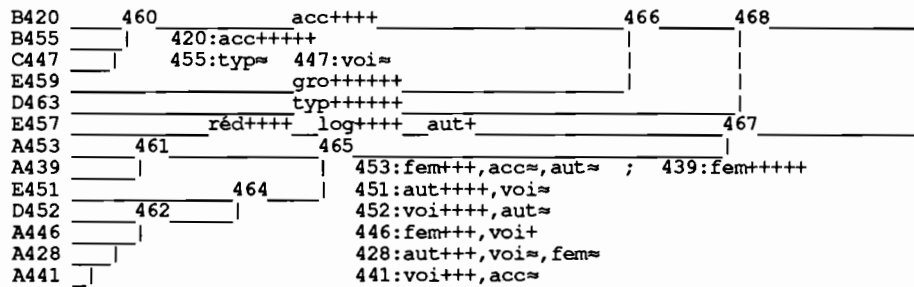 B420 460 acc++++ 466 468
B455 420:acc+++++
C447 455:typ≈ 447:voi≈
E459 gro++++++
D463 typ++++++
E457 réd++++ log++++ aut+ 467
A453 461 465
A439 453:fem+++,acc≈,aut≈ ; 439:fem+++++
E451 464 451:aut++++,voi≈
D452 462 452:voi++++,aut≈
A446 446:fem+++,voi+
A428 428:aut+++,voi≈,fem≈
A441 441:voi+++,acc≈